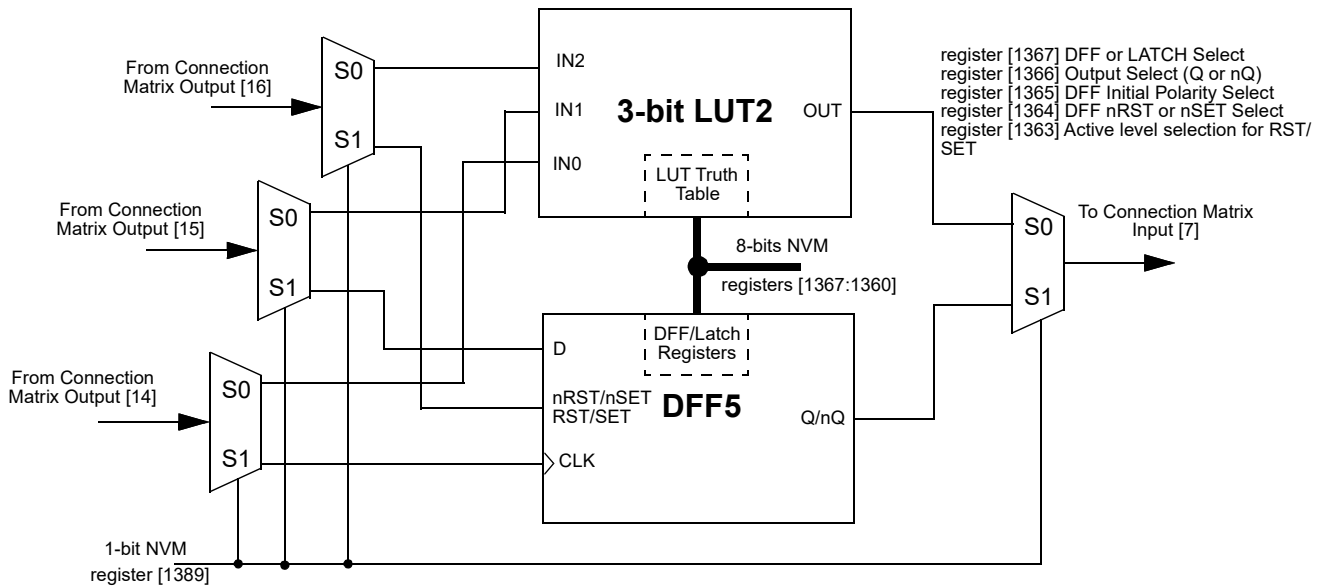 From Connection
Matrix Output [16]
S0
S1
IN2
IN1
IN0
3-bit LUT2
OUT
LUT Truth
Table
register [1367] DFF or LATCH Select
register [1366] Output Select (Q or nQ)
register [1365] DFF Initial Polarity Select
register [1364] DFF nRST or nSET Select
register [1363] Active level selection for RST/
SET
From Connection
Matrix Output [15]
S0
S1
8-bits NVM
registers [1367:1360]
S0
S1
To Connection Matrix
Input [7]
From Connection
Matrix Output [14]
S0
S1
D
nRST/nSET
RST/SET
CLK
DFF/Latch
Registers
DFF5
Q/nQ
1-bit NVM
register [1389]